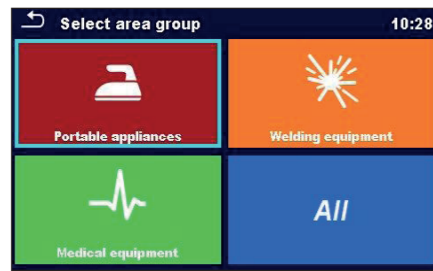 Select area group 10:28
Portable appliances
Welding equipment
Medical equipment
All